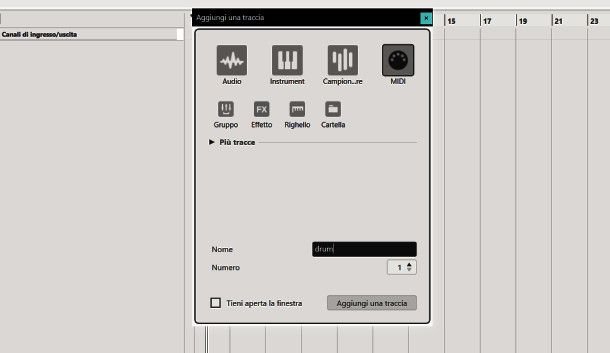 Aggiungi una traccia
15 17 19 21 23
Canali di ingresso/uscita
Audio Instrument Campion...re MIDI
FX
Gruppo Effetto Righello Cartella
Più tracce
Nome drum
Numero 1
Tieni aperta la finestra Aggiungi una traccia